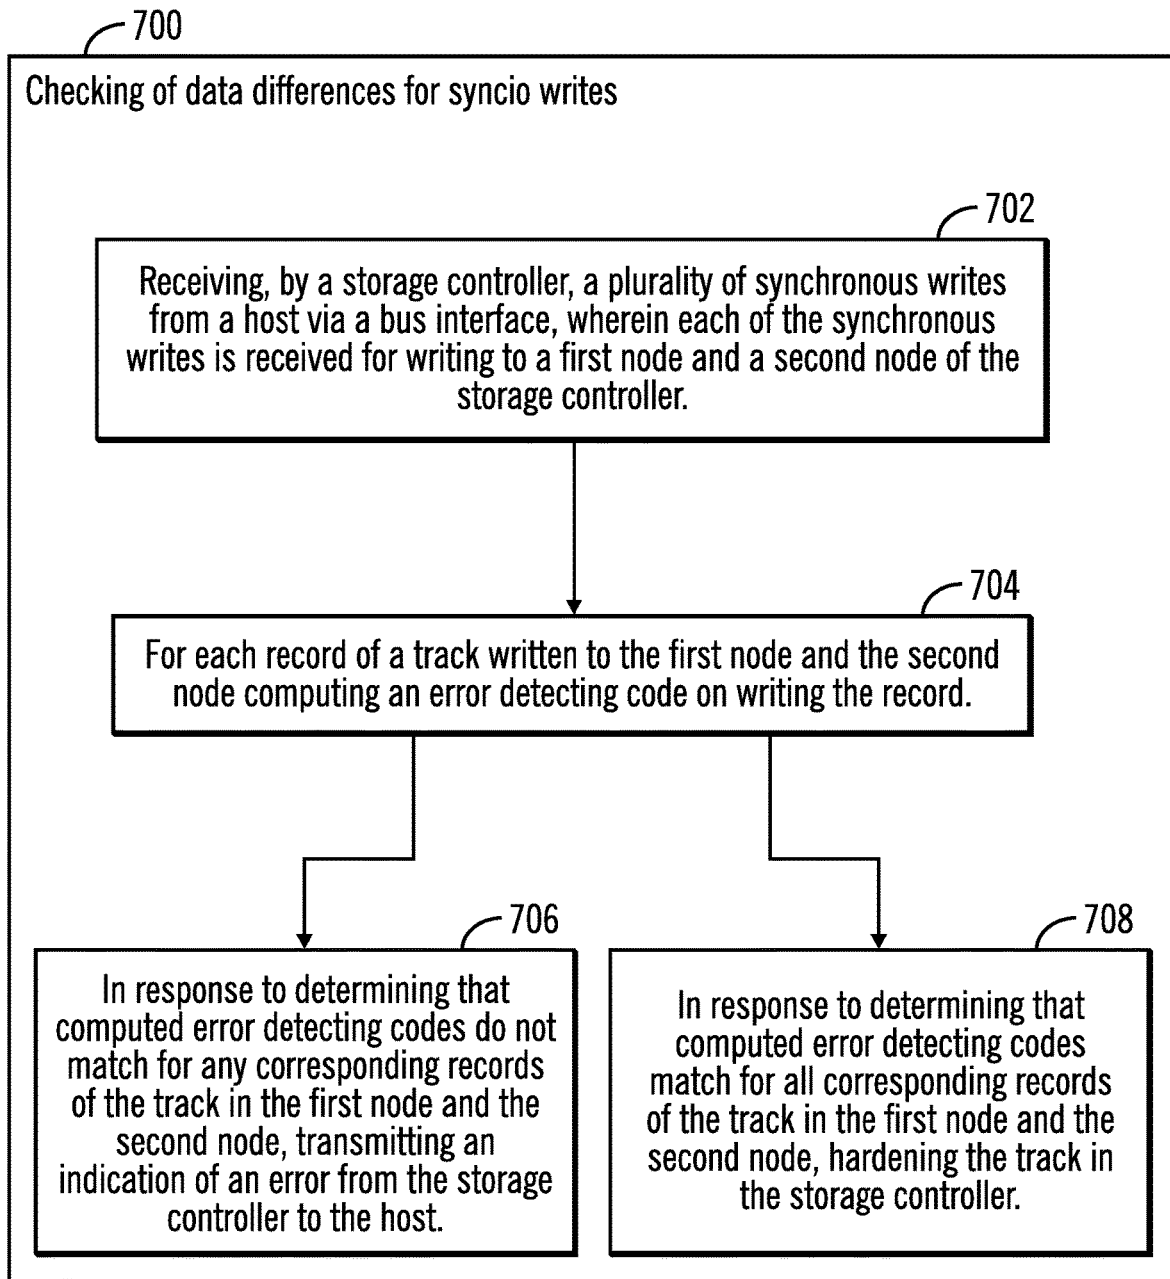 700
Checking of data differences for syncio writes
702
Receiving, by a storage controller, a plurality of synchronous writes
from a host via a bus interface, wherein each of the synchronous
writes is received for writing to a first node and a second node of the
storage controller.
704
For each record of a track written to the first node and the second
node computing an error detecting code on writing the record.
706
In response to determining that
computed error detecting codes do not
match for any corresponding records
of the track in the first node and the
second node, transmitting an
indication of an error from the storage
controller to the host.
708
In response to determining that
computed error detecting codes
match for all corresponding records
of the track in the first node and the
second node, hardening the track in
the storage controller.